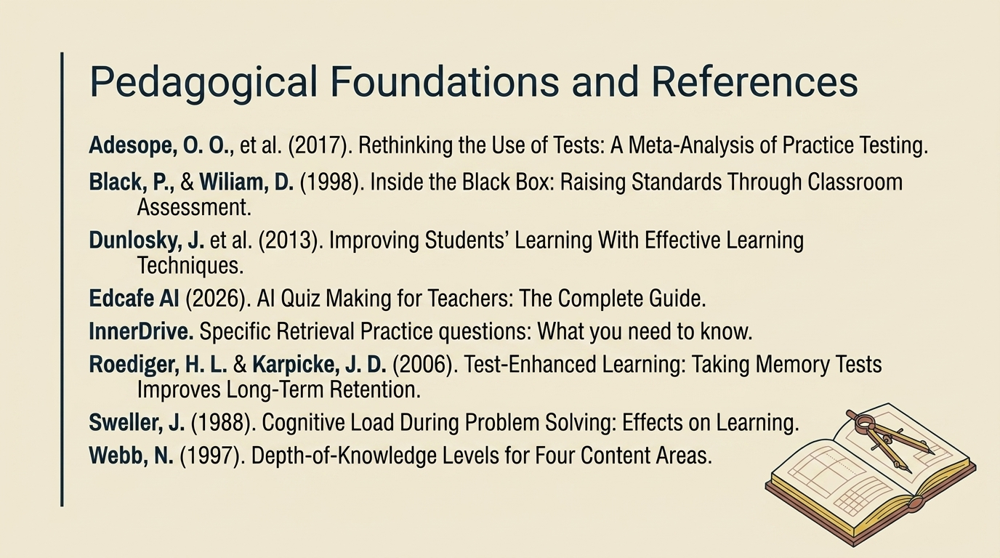 Pedagogical Foundations and References
Adesope, O. O., et al. (2017). Rethinking the Use of Tests: A Meta-Analysis of Practice Testing.
Black, P., & Wiliam, D. (1998). Inside the Black Box: Raising Standards Through Classroom
Assessment.
Dunlosky, J. et al. (2013). Improving Students’ Learning With Effective Learning
Techniques.
Edcafe AI (2026). AI Quiz Making for Teachers: The Complete Guide.
InnerDrive. Specific Retrieval Practice questions: What you need to know.
Roediger, H. L. & Karpicke, J. D. (2006). Test-Enhanced Learning: Taking Memory Tests
Improves Long-Term Retention.
Sweller, J. (1988). Cognitive Load During Problem Solving: Effects on Learning.
Webb, N. (1997). Depth-of-Knowledge Levels for Four Content Areas.